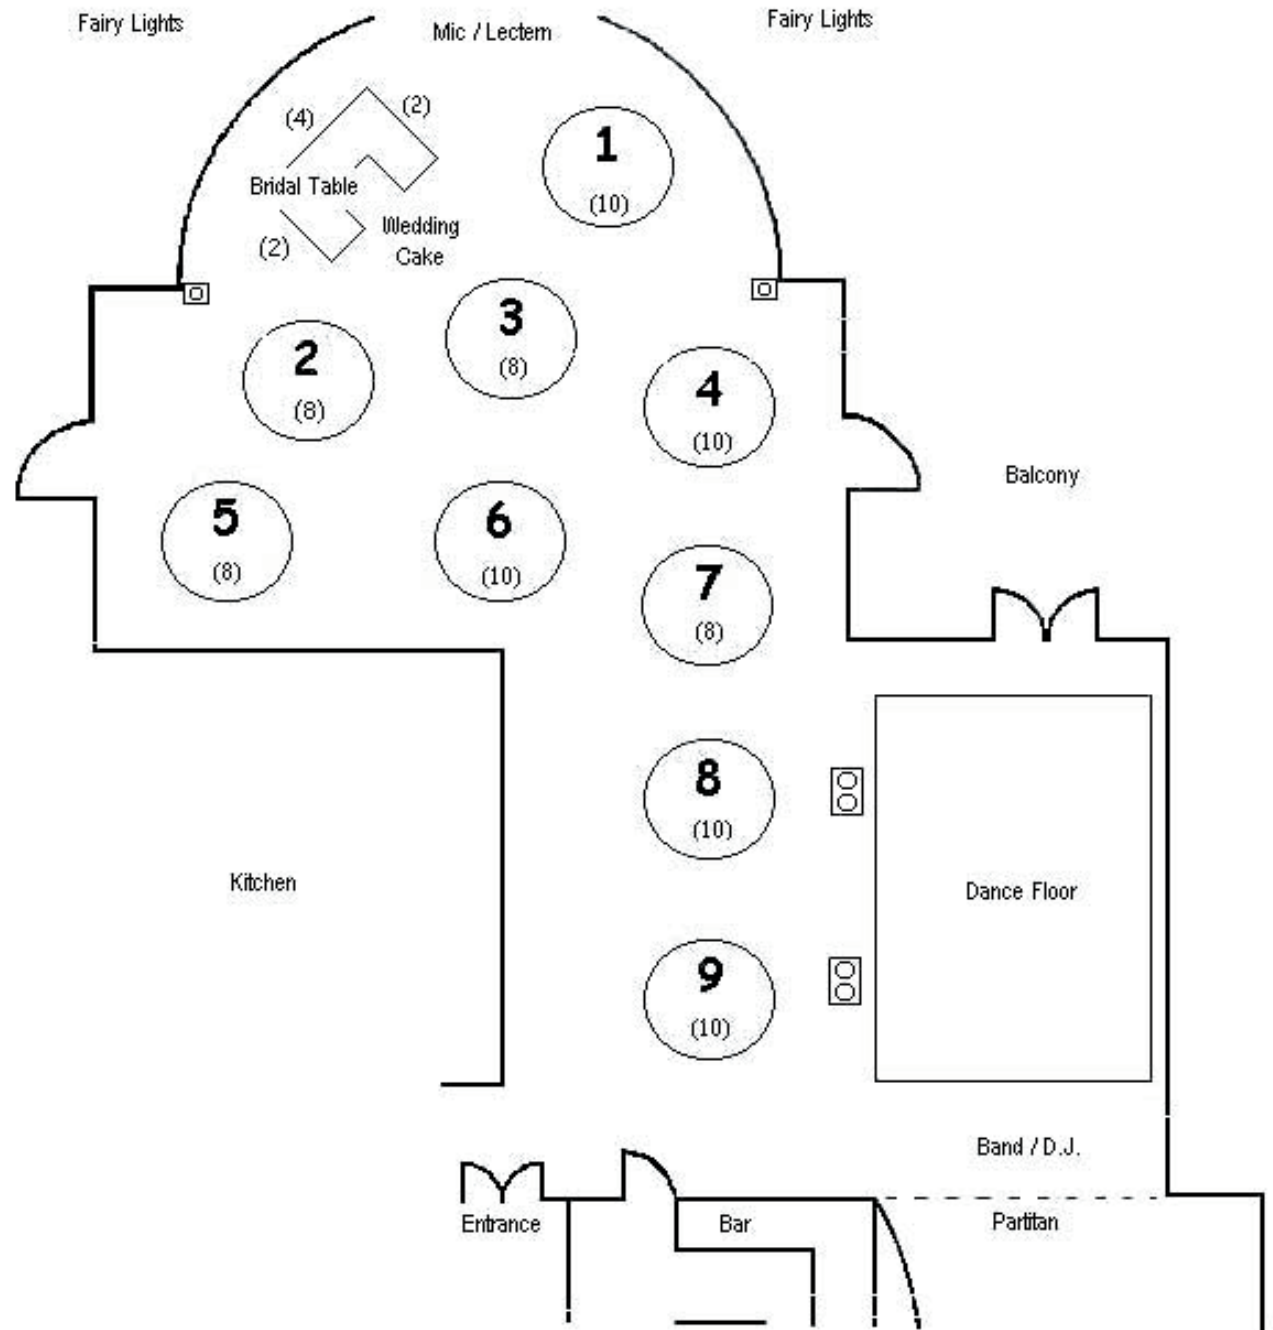 Fairy Lights
Mic / Lectern
Fairy Lights
(4)
(2)
1
(10)
Bridal Table
Wedding
Cake
(2)
3
(8)
2
(8)
4
(10)
Balcony
5
(8)
6
(10)
7
(8)
8
(10)
Kitchen
Dance Floor
9
(10)
Band / D.J.
Entrance
Bar
Partitan